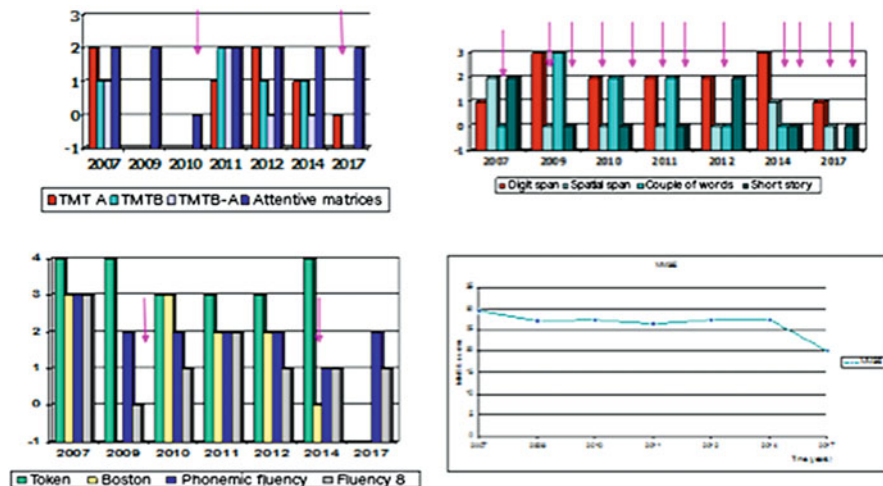 3
2
1
0
-1
2007 2009 2010 2011 2012 2014 2017
TMT A TMTB TMTB-A Attentive matrices
3
2
1
0
-1
2007 2009 2010 2011 2012 2014 2017
Digit span Spatial span Couple of words Short story
4
3
2
1
0
-1
2007 2009 2010 2011 2012 2014 2017
Token Boston Phonemic fluency Fluency 8
MMSE
2007 2009 2010 2011 2012 2014 2017